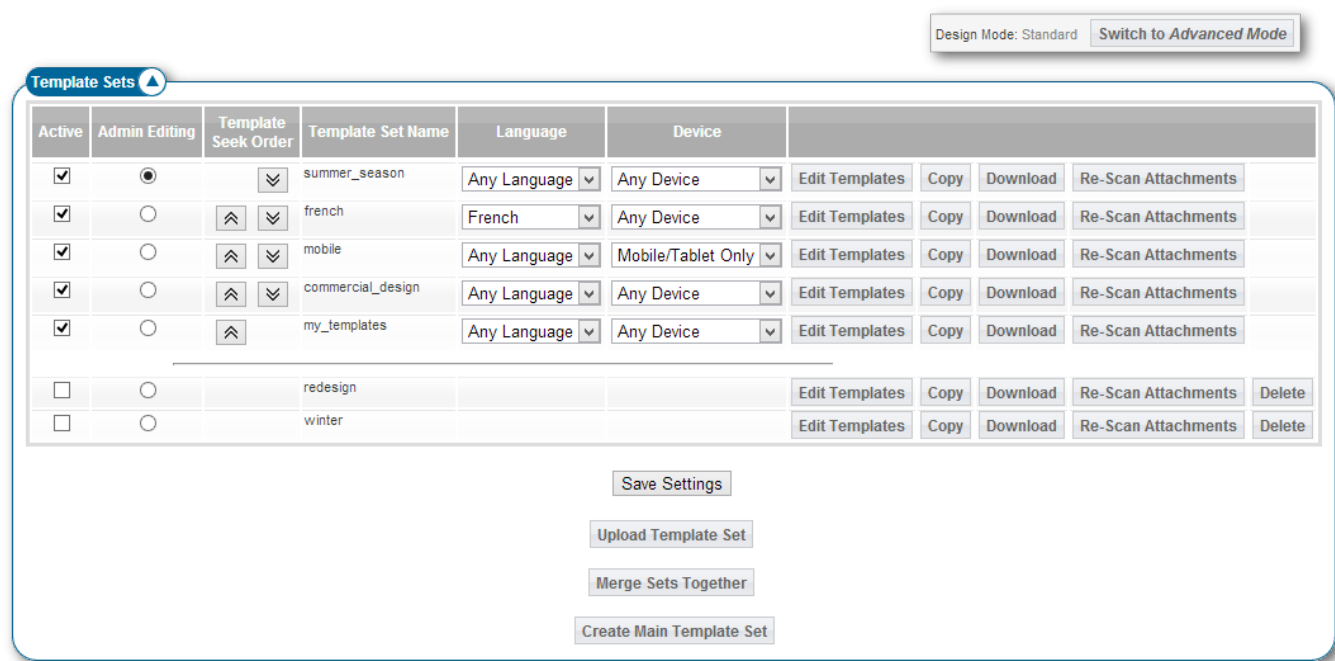 Design Mode: Standard Switch to Advanced Mode
Template Sets
Active Admin Editing Template Seek Order Template Set Name Language Device
summer_season Any Language Any Device Edit Templates Copy Download Re-Scan Attachments
french French Any Device Edit Templates Copy Download Re-Scan Attachments
mobile Any Language Mobile/Tablet Only Edit Templates Copy Download Re-Scan Attachments
commercial_design Any Language Any Device Edit Templates Copy Download Re-Scan Attachments
my_templates Any Language Any Device Edit Templates Copy Download Re-Scan Attachments
redesign Edit Templates Copy Download Re-Scan Attachments Delete
winter Edit Templates Copy Download Re-Scan Attachments Delete
Save Settings
Upload Template Set
Merge Sets Together
Create Main Template Set